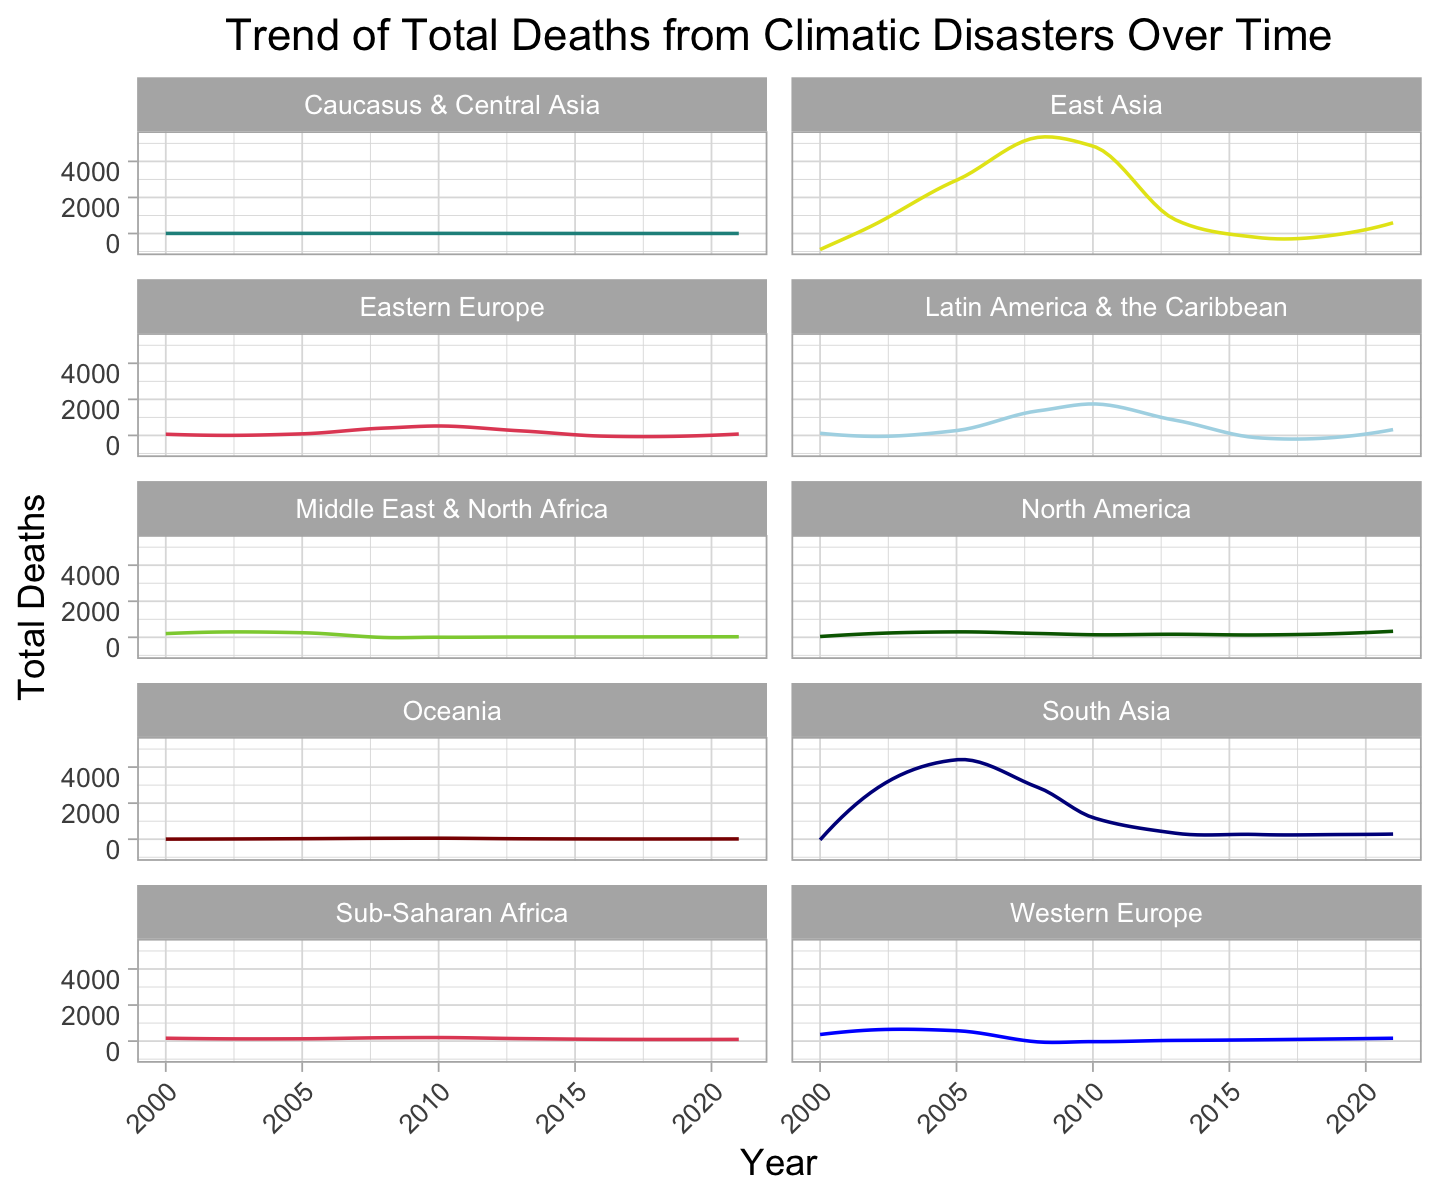 Trend of Total Deaths from Climatic Disasters Over Time
Caucasus & Central Asia
East Asia
4000
2000
0
Eastern Europe
Latin America & the Caribbean
4000
2000
0
Middle East & North Africa
North America
4000
2000
0
Oceania
South Asia
4000
2000
0
Sub-Saharan Africa
Western Europe
4000
2000
0
Total Deaths
2000 2005 2010 2015 2020
2000 2005 2010 2015 2020
Year